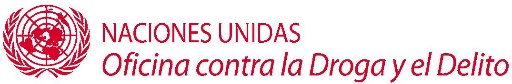 NACIONES UNIDAS
Oficina contra la Droga y el Delito